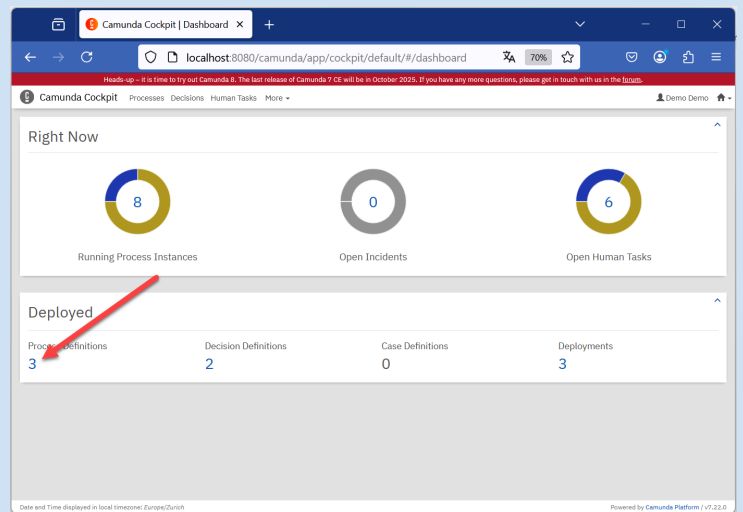 Camunda Cockpit | Dashboard
localhost:8080/camunda/app/cockpit/default/#/dashboard 70%
Heads-up – it is time to try out Camunda 8. The last release of Camunda 7 CE will be in October 2025. If you have any more questions, please get in touch with us in the forum.
Camunda Cockpit Processes Decisions Human Tasks More Demo Demo
Right Now
8 0 6
Running Process Instances Open Incidents Open Human Tasks
Deployed
Process Definitions Decision Definitions Case Definitions Deployments
3 2 0 3
Date and Time displayed in local timezone: Europe/Zurich Powered by Camunda Platform / v7.22.0